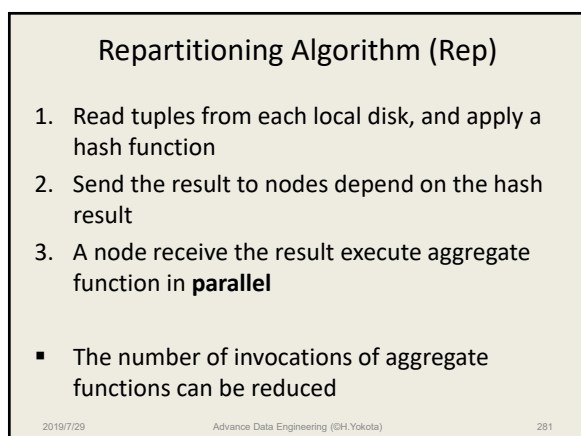 Repartitioning Algorithm (Rep)
1. Read tuples from each local disk, and apply a
hash function
2. Send the result to nodes depend on the hash
result
3. A node receive the result execute aggregate
function in parallel
▪ The number of invocations of aggregate
functions can be reduced
2019/7/29 Advance Data Engineering (©H.Yokota) 281